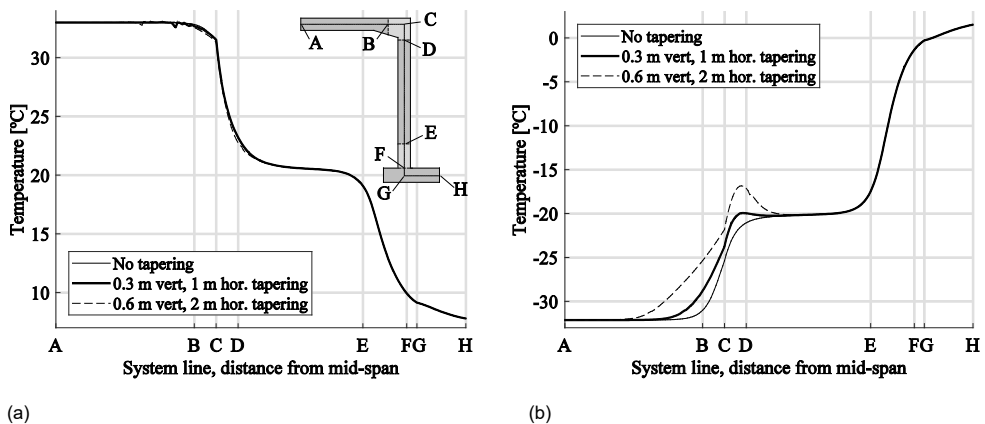 Temperature [ºC]
30
25
20
15
10
A
B
C
D
E
F
G
H
No tapering
0.3 m vert, 1 m hor. tapering
0.6 m vert, 2 m hor. tapering
A B C D E F G H
System line, distance from mid-span
(a)
Temperature [ºC]
0
-5
-10
-15
-20
-25
-30
No tapering
0.3 m vert, 1 m hor. tapering
0.6 m vert, 2 m hor. tapering
A B C D E F G H
System line, distance from mid-span
(b)